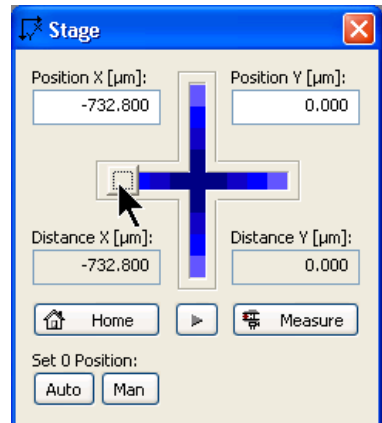 Stage
Position X [µm]: Position Y [µm]:
-732.800 0.000
Distance X [µm]: Distance Y [µm]:
-732.800 0.000
Home Measure
Set 0 Position:
Auto Man